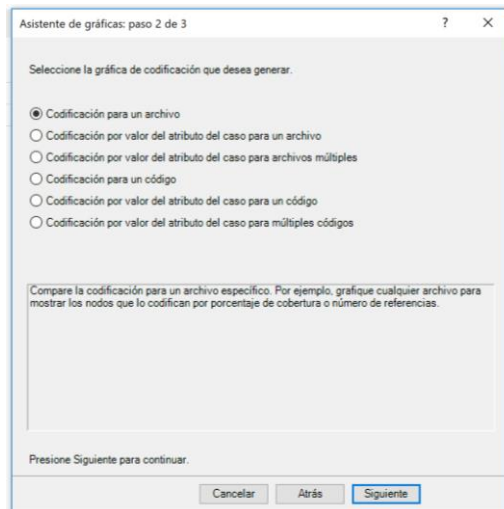 Asistente de gráficas: paso 2 de 3
Seleccione la gráfica de codificación que desea generar.
Codificación para un archivo
Codificación por valor del atributo del caso para un archivo
Codificación por valor del atributo del caso para archivos múltiples
Codificación para un código
Codificación por valor del atributo del caso para un código
Codificación por valor del atributo del caso para múltiples códigos
Compare la codificación para un archivo específico. Por ejemplo, grafique cualquier archivo para
mostrar los nodos que lo codifican por porcentaje de cobertura o número de referencias.
Presione Siguiente para continuar.
Cancelar Atrás Siguiente